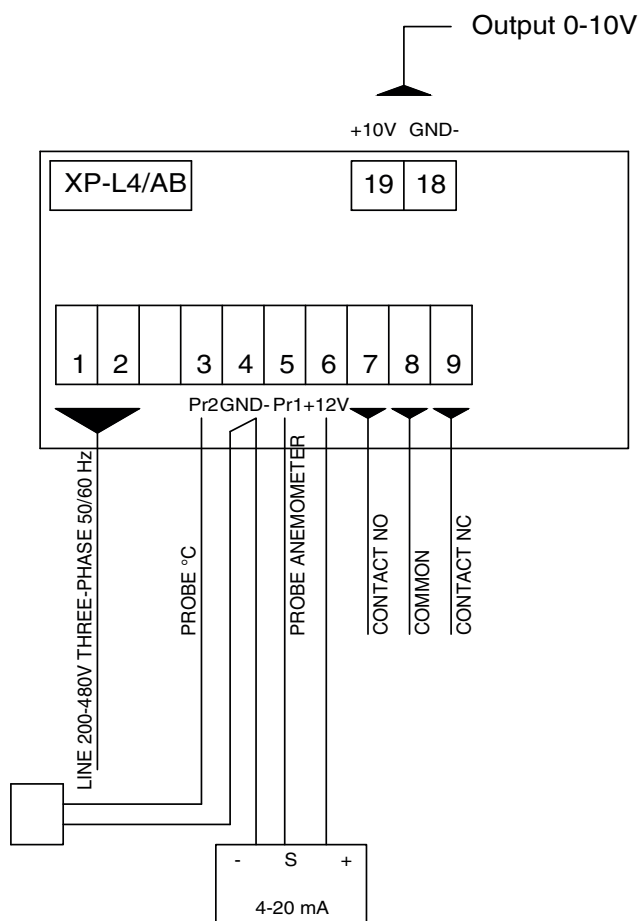 Output 0-10V
+10V GND-
XP-L4/AB
19 18
1 2 3 4 5 6 7 8 9
Pr2 GND- Pr1 +12V
LINE 200-480V THREE-PHASE 50/60 Hz
PROBE °C
PROBE ANEMOMETER
CONTACT NO
COMMON
CONTACT NC
- S +
4-20 mA